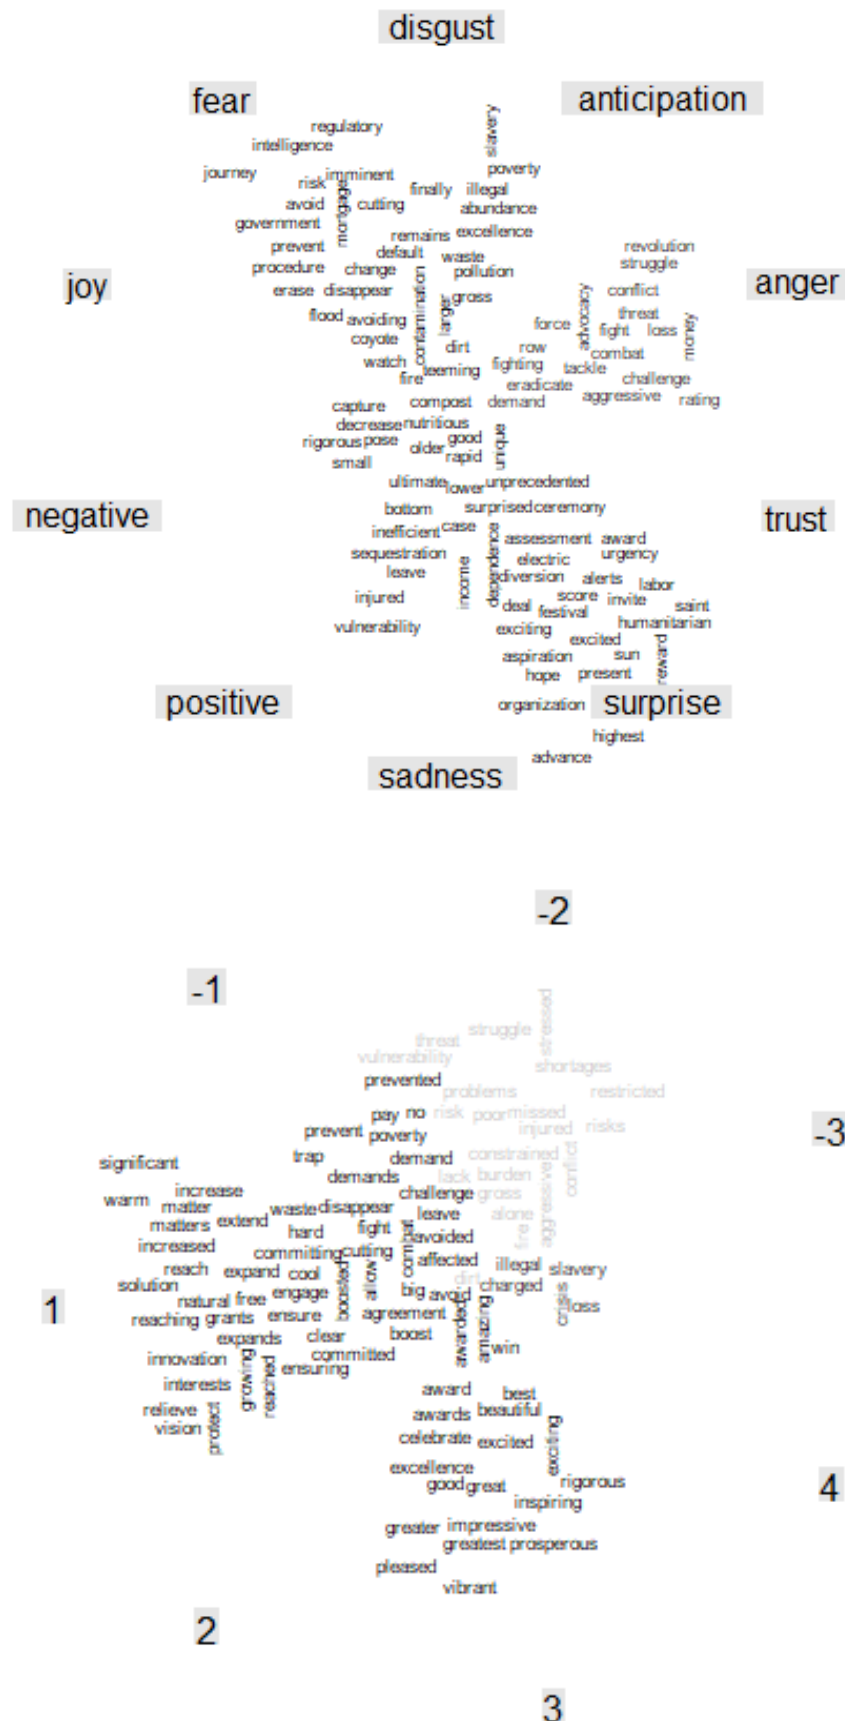 disgust
fear
anticipation
regulatory
slavery
intelligence
journey
imminent
poverty
risk
mortgage
finally
illegal
avoid
cutting
abundance
government
remains
excellence
prevent
default
waste
revolution
procedure
change
pollution
struggle
joy
anger
erase
disappear
contamination
larger
gross
conflict
flood
avoiding
force
advocacy
threat
coyote
fight
loss
money
dirt
row
combat
watch
teeming
fighting
tackle
fire
eradicate
challenge
capture
compost
demand
aggressive
rating
decrease
nutritious
rigorous
pose
older
good
unique
small
rapid
ultimate
lower
unprecedented
negative
bottom
surprised
ceremony
trust
inefficient
case
assessment
award
sequestration
income
dependence
electric
urgency
leave
diversion
alerts
labor
injured
score
invite
deal
festival
saint
vulnerability
exciting
humanitarian
excited
aspiration
sun
reward
hope
present
positive
organization
surprise
highest
advance
sadness
-2
-1
stressed
struggle
threat
vulnerability
shortages
prevented
problems
restricted
pay
no
risk
poor
missed
prevent
poverty
injured
risks
-3
trap
demand
constrained
conflict
significant
demands
lack
burden
increase
challenge
gross
aggressive
warm
matter
waste
disappear
leave
alone
matters
extend
hard
fight
combat
avoided
fire
increased
committing
cutting
affected
illegal
slavery
reach
expand
cool
boosted
allow
dirt
solution
engage
big
avoid
charged
crisis
1
natural
free
loss
reaching
grants
ensure
agreement
awarded
amazing
expands
clear
boost
win
innovation
growing
reached
committed
ensuring
interests
award
best
relieve
protect
awards
beautiful
vision
celebrate
excited
exciting
excellence
good
great
rigorous
4
inspiring
greater
impressive
greatest
prosperous
pleased
vibrant
2
3